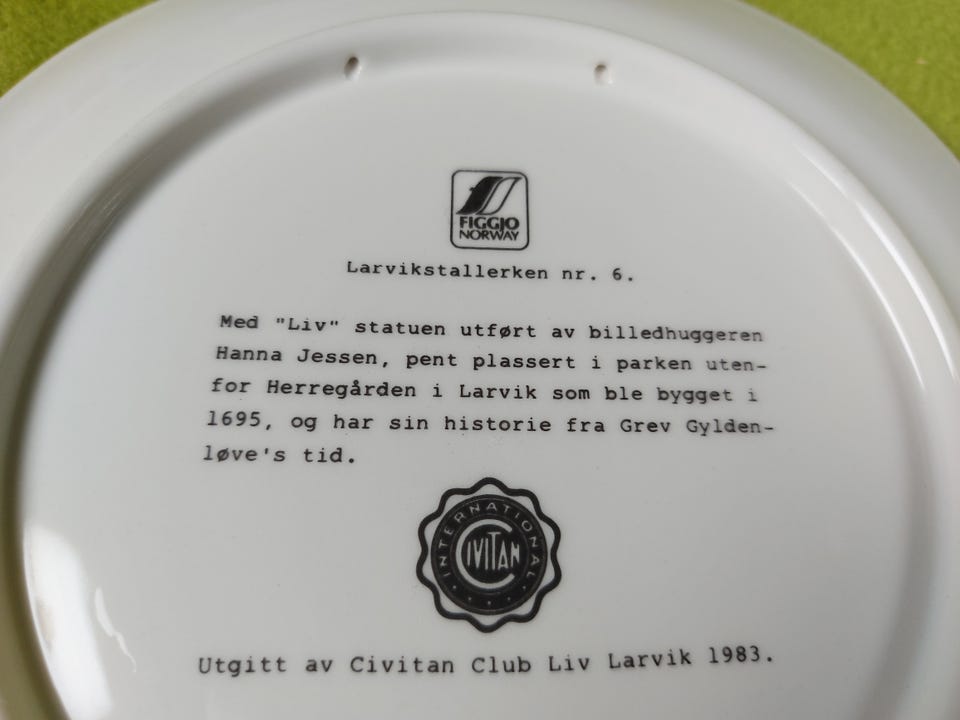 FIGGJO
NORWAY
Larvikstallerken nr. 6.
Med "Liv" statuen utført av billedhuggeren
Hanna Jessen, pent plassert i parken uten-
for Herregården i Larvik som ble bygget i
1695, og har sin historie fra Grev Gylden-
løve's tid.
INTERNATIONAL
CIVITAN
Utgitt av Civitan Club Liv Larvik 1983.